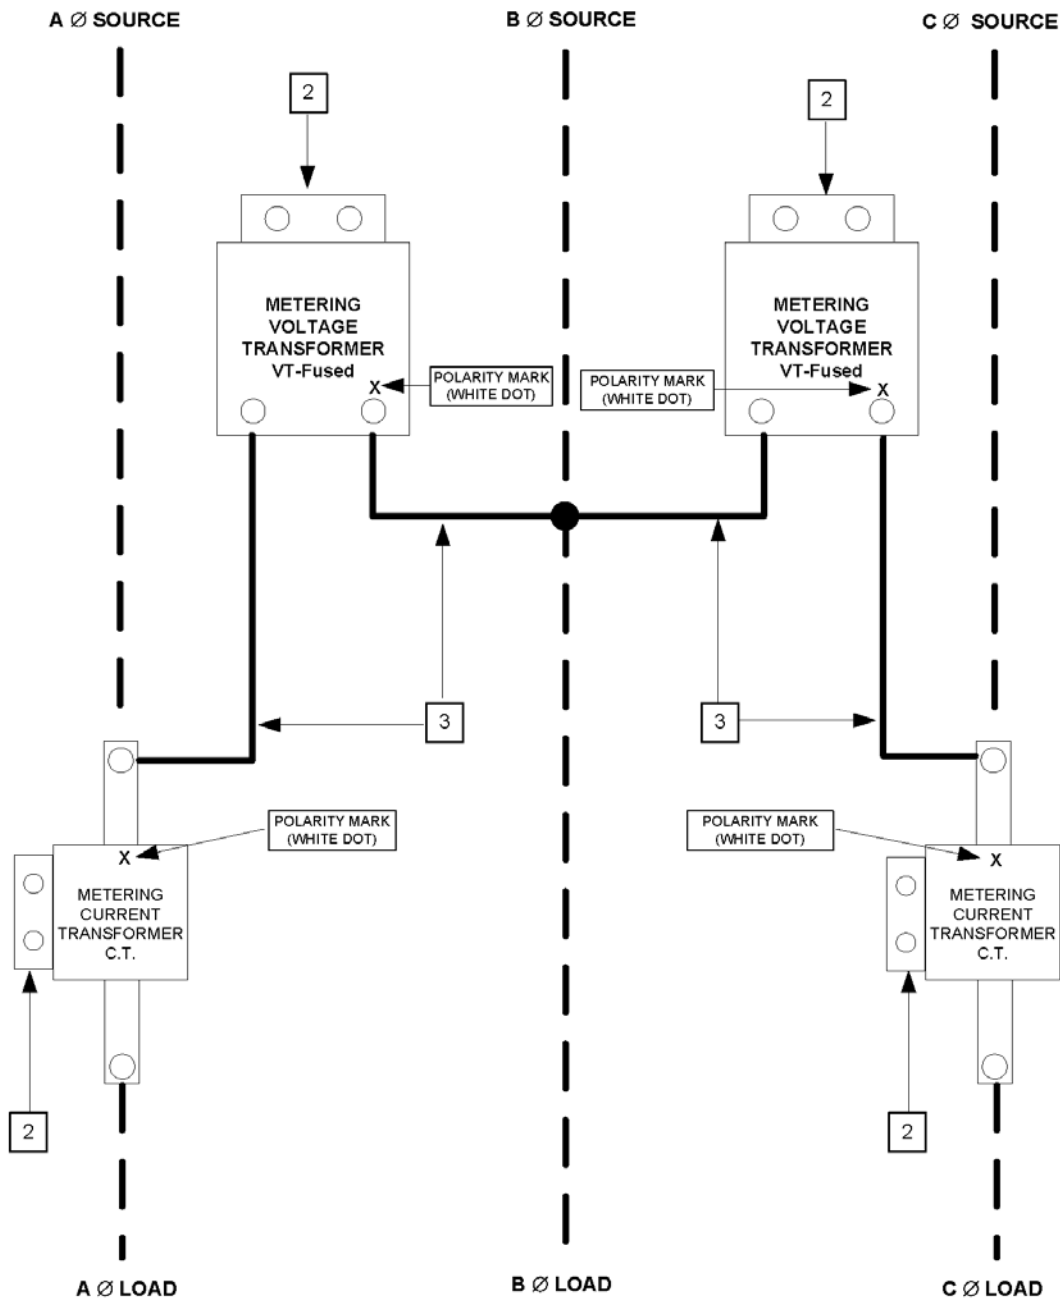 A Ø SOURCE
B Ø SOURCE
C Ø SOURCE
2
2
METERING
VOLTAGE
TRANSFORMER
VT-Fused
X
POLARITY MARK
(WHITE DOT)
POLARITY MARK
(WHITE DOT)
METERING
VOLTAGE
TRANSFORMER
VT-Fused
X
3
3
POLARITY MARK
(WHITE DOT)
POLARITY MARK
(WHITE DOT)
X
METERING
CURRENT
TRANSFORMER
C.T.
X
METERING
CURRENT
TRANSFORMER
C.T.
2
2
A Ø LOAD
B Ø LOAD
C Ø LOAD